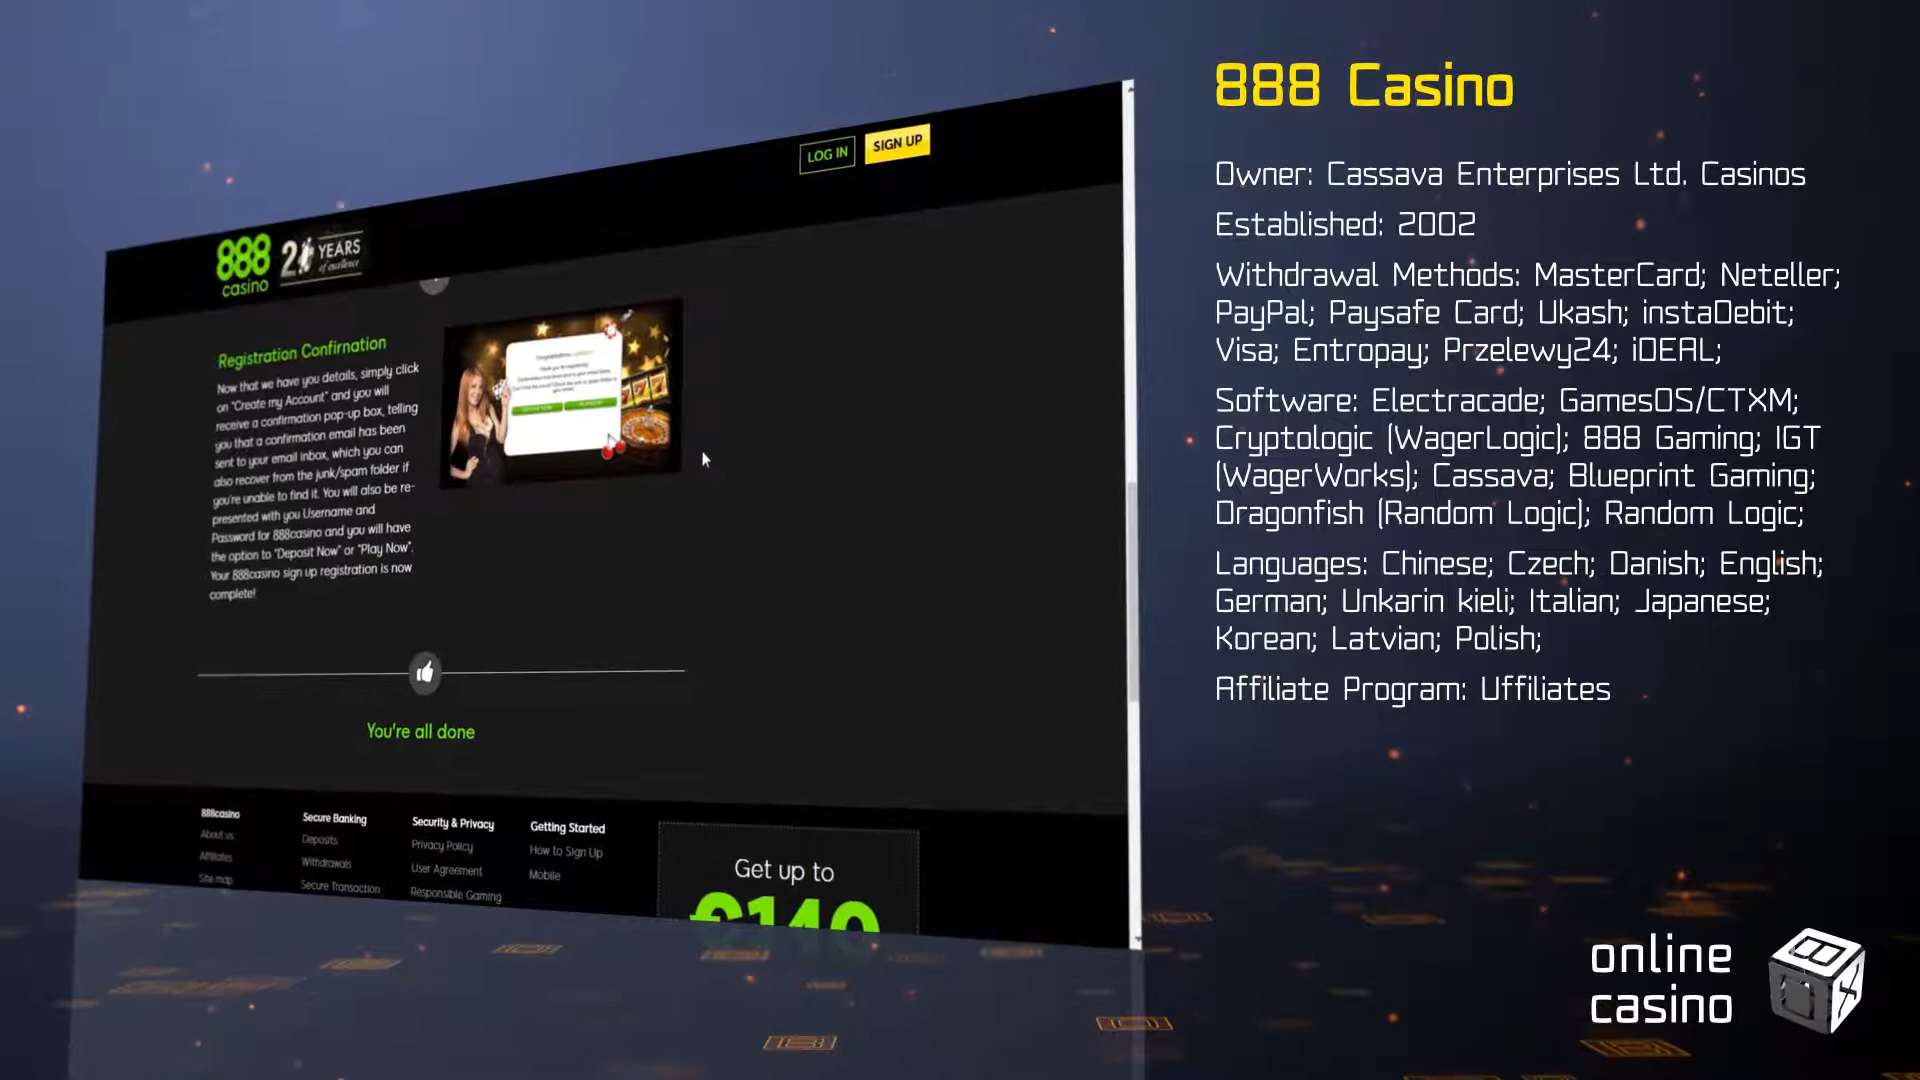 LOG IN
SIGN UP
888
casino
YEARS
of excellence
Registration Confirnation
Now that we have you details, simply click
on "Create my Account" and you will
receive a confirmation pop-up box, telling
you that a confirmation email has been
sent to your email inbox, which you can
also recover from the junk/spam folder if
you're unable to find it. You will also be re-
presented with you Username and
Password for 888casino and you will have
the option to "Deposit Now" or "Play Now".
Your 888casino sign up registration is now
complete!
You're all done
888casino
About us
Affiliates
Site map
Secure Banking
Deposits
Withdrawals
Secure Transaction
Security & Privacy
Privacy Policy
User Agreement
Responsible Gaming
Getting Started
How to Sign Up
Mobile
Get up to
140
888 Casino
Owner: Cassava Enterprises Ltd. Casinos
Established: 2002
Withdrawal Methods: MasterCard; Neteller;
PayPal; Paysafe Card; Ukash; instaDebit;
Visa; Entropay; Przelewy24; iDEAL;
Software: Electracade; GamesOS/CTXM;
Cryptologic (WagerLogic); 888 Gaming; IGT
(WagerWorks); Cassava; Blueprint Gaming;
Dragonfish (Random Logic); Random Logic;
Languages: Chinese; Czech; Danish; English;
German; Unkarin kieli; Italian; Japanese;
Korean; Latvian; Polish;
Affiliate Program: Uffiliates
online
casino